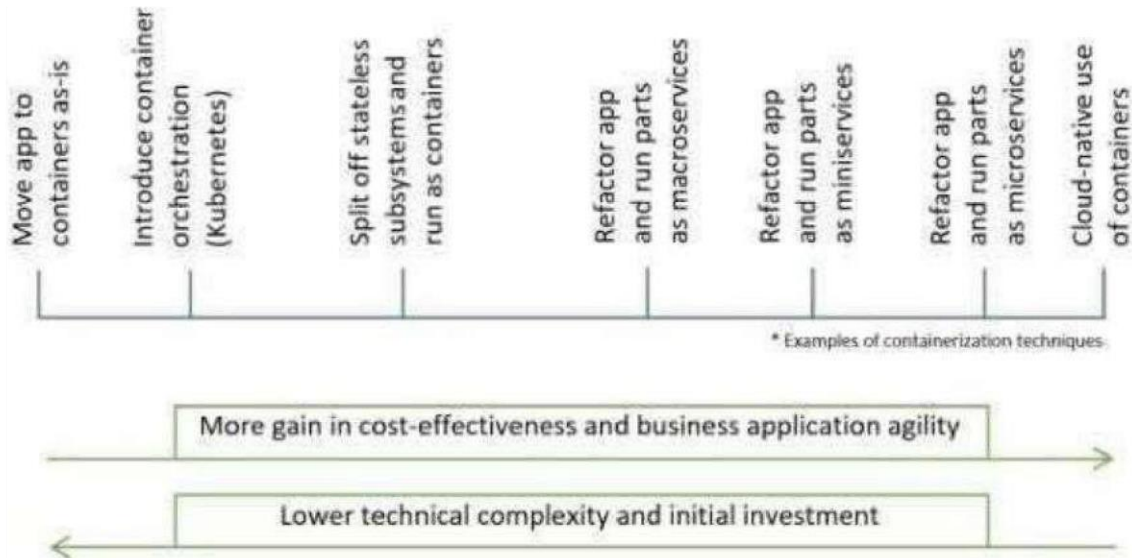 Move app to
containers as-is
Introduce container
orchestration
(Kubernetes)
Split off stateless
subsystems and
run as containers
Refactor app
and run parts
as macroservices
Refactor app
and run parts
as miniservices
Refactor app
and run parts
as microservices
Cloud-native use
of containers
* Examples of containerization techniques
More gain in cost-effectiveness and business application agility
Lower technical complexity and initial investment